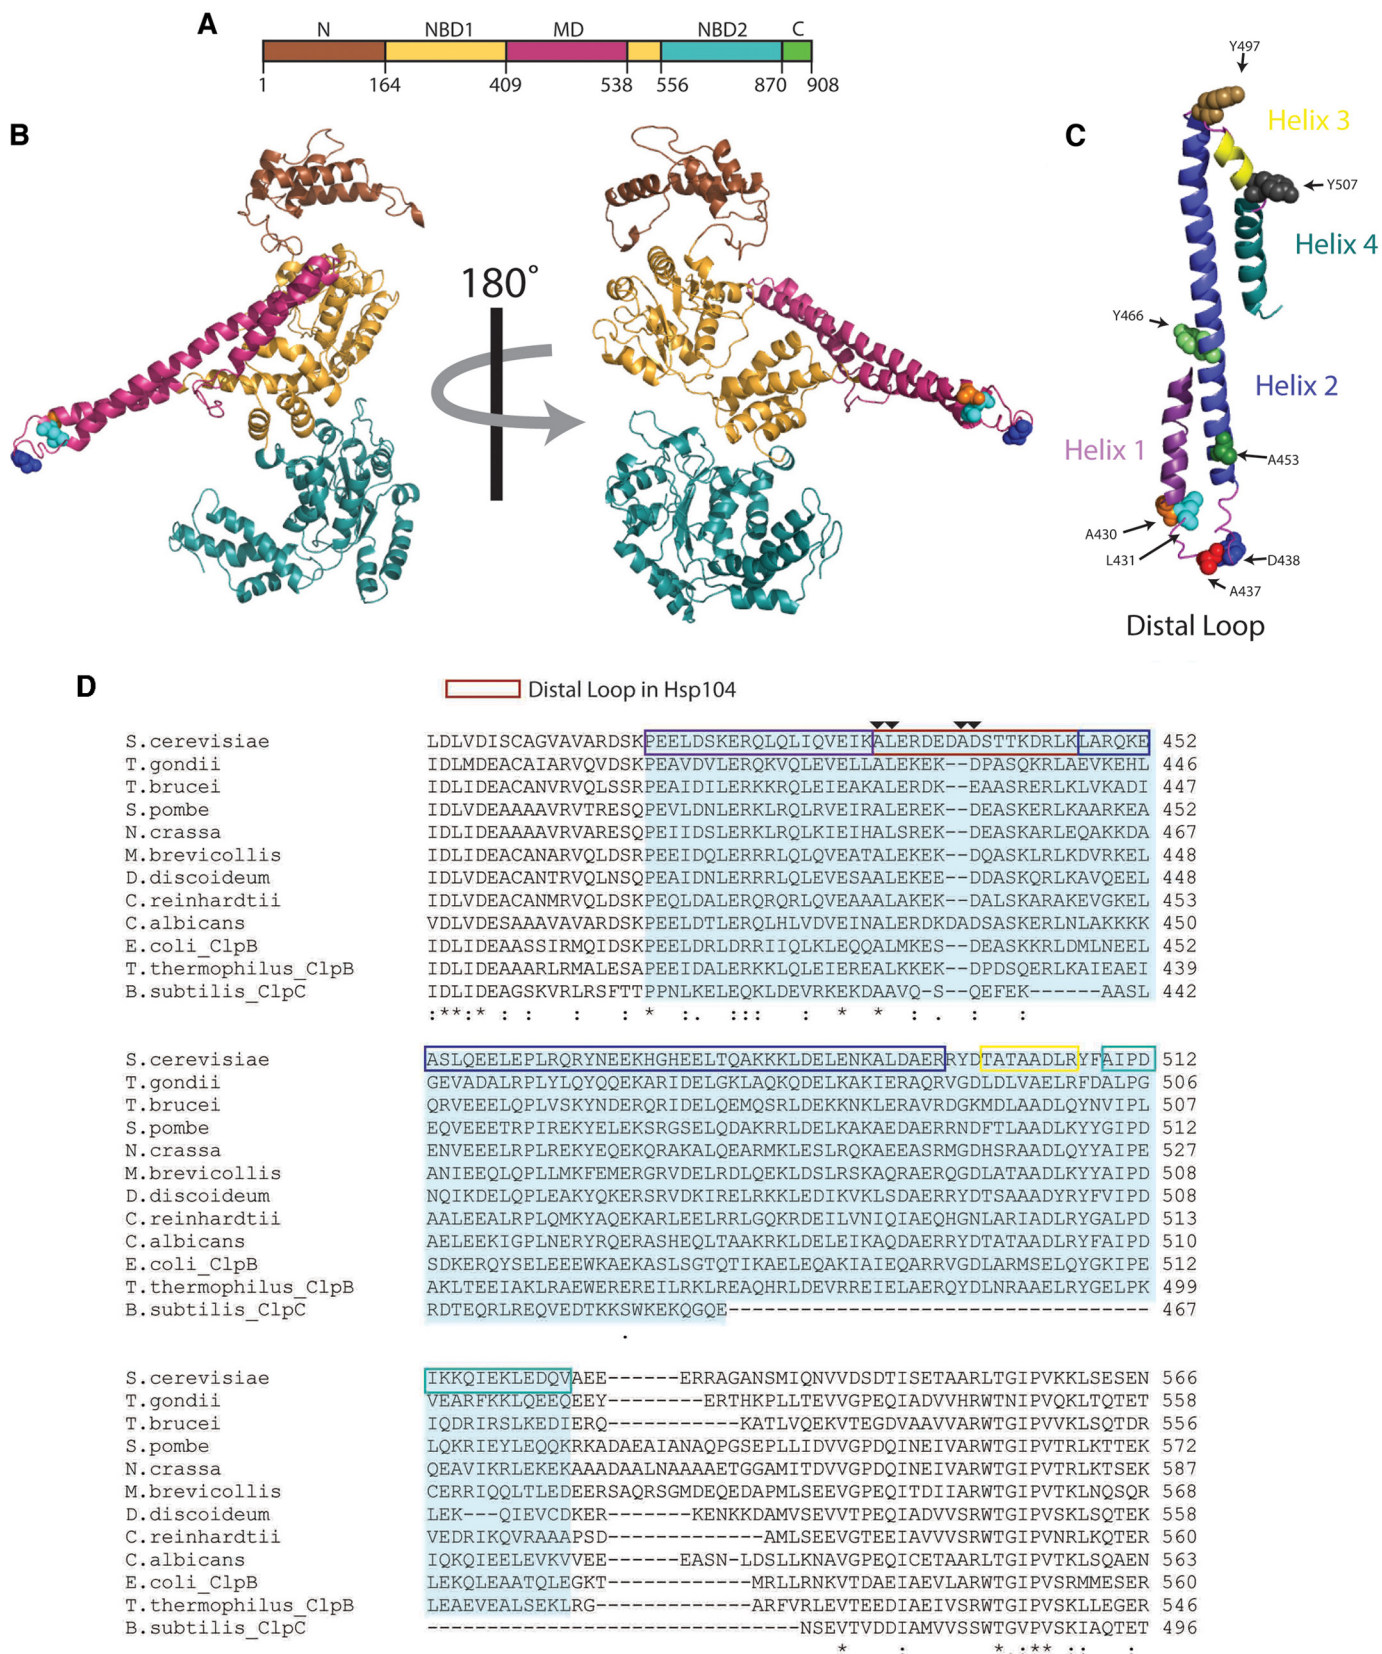 A
N NBD1 MD NBD2 C
1 164 409 538 556 870 908
B
180°
C
Y497
Helix 3
Y507
Helix 4
Y466
Helix 2
Helix 1
A453
A430
L431
D438
A437
Distal Loop
D
Distal Loop in Hsp104
S.cerevisiae LDLVDISCAGVAVARDSKPEELDSKERQLQLIQVEIKALERDEDADSTTKDRLKLARQKE 452
T.gondii IDLMDEACAIARVQVDSKPEAVDVLERQKVQLEVELLALEKEK--DPASQKRLAEVKEHL 446
T.brucei IDLIDEACANVRVQLSSRPEAIDILERKKRQLEIEAKALERDK--EAASRERLKLVKADI 447
S.pombe IDLVDEAAAAVRVTRESQPEVLDNLERKLRQLRVEIRALERDK--DEASKERLKAARKEA 452
N.crassa IDLIDEAAAAVRVARESQPEIIDSLERKLRQLKIEIHALSREK--DEASKARLEQAKKDA 467
M.brevicollis IDLIDEACANARVQLDSRPEEIDQLERRRLQLQVEATALEKEK--DQASKLRLKDVRKEL 448
D.discoideum IDLVDEACANTRVQLNSQPEAIDNLERRRLQLEVESAALEKEE--DDASKQRLKAVQEEL 448
C.reinhardtii IDLVDEACANMRVQLDSKPEQLDALERQRQRLQVEAAALAKEK--DALSKARAKEVGKEL 453
C.albicans VDLVDESAAAVAVARDSKPEELDTLERQLHLVDVEINALERDKDADSASKERLNLAKKKK 450
E.coli_ClpB IDLIDEAASSIRMQIDSKPEELDRLDRRIIQLKLEQQALMKES--DEASKKRLDMLNEEL 452
T.thermophilus_ClpB IDLIDEAAARLRMALESAPEEIDALERKKLQLEIEREALKKEK--DPDSQERLKAIEAEI 439
B.subtilis_ClpC IDLIDEAGSKVRLRSFTTPPNLKELEQKLDEVRKEKDAAVQ-S--QEFEK------AASL 442
:**:* : : : : * :. ::: : * * : . : :
S.cerevisiae ASLQEELEPLRQRYNEEKHGHEELTQAKKKLDELENKALDAERRYDTATAADLRYFAIPD 512
T.gondii GEVADALRPLYLQYQQEKARIDELGKLAQKQDELKAKIERAQRVGDLDLVAELRFDALPG 506
T.brucei QRVEEELQPLVSKYNDERQRIDELQEMQSRLDEKKNKLERAVRDGKMDLAADLQYNVIPL 507
S.pombe EQVEEETRPIREKYELEKSRGSELQDAKRRLDELKAKAEDAERRNDFTLAADLKYYGIPD 512
N.crassa ENVEEELRPLREKYEQEKQRAKALQEARMKLESLRQKAEEASRMGDHSRAADLQYYAIPE 527
M.brevicollis ANIEEQLQPLLMKFEMERGRVDELRDLQEKLDSLRSKAQRAERQGDLATAADLKYYAIPD 508
D.discoideum NQIKDELQPLEAKYQKERSRVDKIRELRKKLEDIKVKLSDAERRYDTSAAADYRYFVIPD 508
C.reinhardtii AALEEALRPLQMKYAQEKARLEELRRLGQKRDEILVNIQIAEQHGNLARIADLRYGALPD 513
C.albicans AELEEKIGPLNERYRQERASHEQLTAAKRKLDELEIKAQDAERRYDTATAADLRYFAIPD 510
E.coli_ClpB SDKERQYSELEEEWKAEKASLSGTQTIKAELEQAKIAIEQARRVGDLARMSELQYGKIPE 512
T.thermophilus_ClpB AKLTEEIAKLRAEWEREREILRKLREAQHRLDEVRREIELAERQYDLNRAAELRYGELPK 499
B.subtilis_ClpC RDTEQRLREQVEDTKKSWKEKQGQE----------------------------------- 467
.
S.cerevisiae IKKQIEKLEDQVAEE------ERRAGANSMIQNVVDSDTISETAARLTGIPVKKLSESEN 566
T.gondii VEARFKKLQEEQEEY--------ERTHKPLLTEVVGPEQIADVVHRWTNIPVQKLTQTET 558
T.brucei IQDRIRSLKEDIERQ-----------KATLVQEKVTEGDVAAVVARWTGIPVTKLSQTDR 556
S.pombe LQKRIEYLEQQKRKADAEAIANAQPGSEPLLIDVVGPDQINEIVARWTGIPVTRLKTTEK 572
N.crassa QEAVIKRLEKEKAAADAALNAAAAETGGAMITDVVGPDQINEIVARWTGIPVTRLKTSEK 587
M.brevicollis CERRIQQLTLEDEERSAQRSGMDEQEDAPMLSEEVGPEQITDIIARWTGIPVTKLNQSQR 568
D.discoideum LEK---QIEVCDKER-------KENKKDAMVSEVVTPEQIADIVSRWTGIPVSKLSQTEK 558
C.reinhardtii VEDRIKQVRAAAPSD-------------AMLSEEVGTEEIAVVVSRWTGIPVNRLKQTER 560
C.albicans IQKQIEELEVKVVEE------EASN-LDSLLKNAVGPEQICETAARLTGIPVTKLSQAEN 563
E.coli_ClpB LEKQLEAATQLEGKT------------MRLLRNKVTDAEIAEVLARWTGIPVSRMMESER 560
T.thermophilus_ClpB LEAEVEALSEKLRG-------------ARFVRLEVTEEDIAEIVSRWTGIPVSKLLEGER 546
B.subtilis_ClpC -------------------------------NSEVTVDDIAMVVSSWTGVPVSKIAQTET 496
* : *.:** :: :